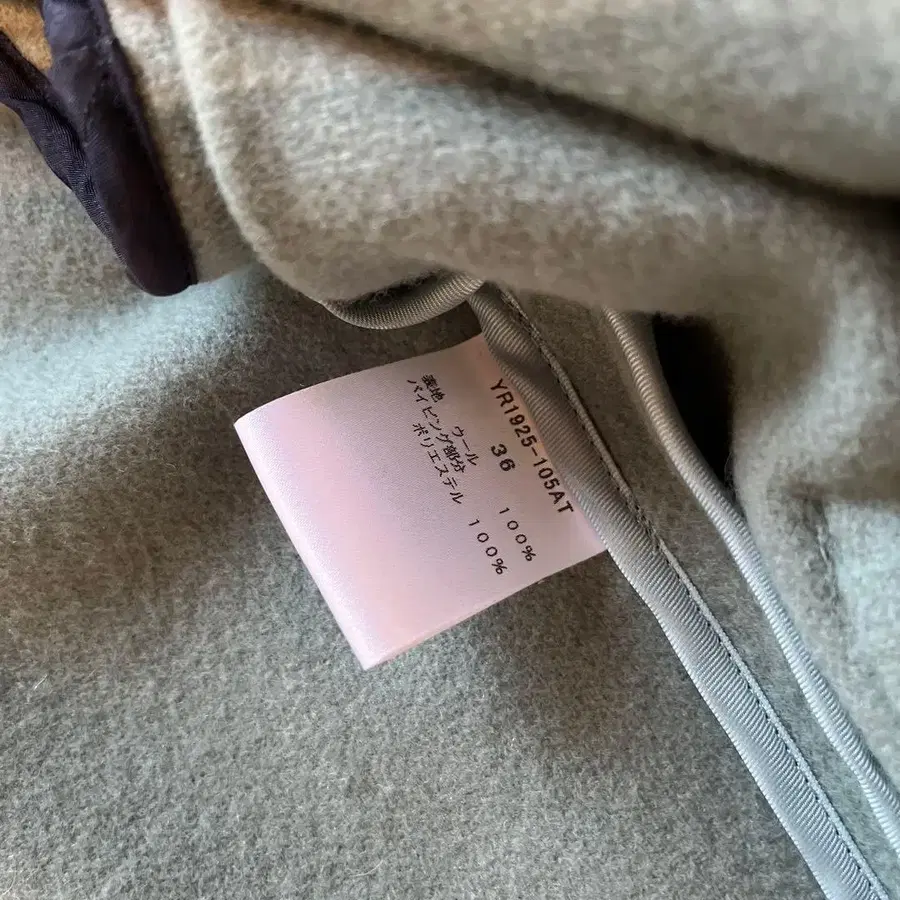 YR1925-105AT
36
表地 ウール 100%
パイピング部分
ポリエステル 100%